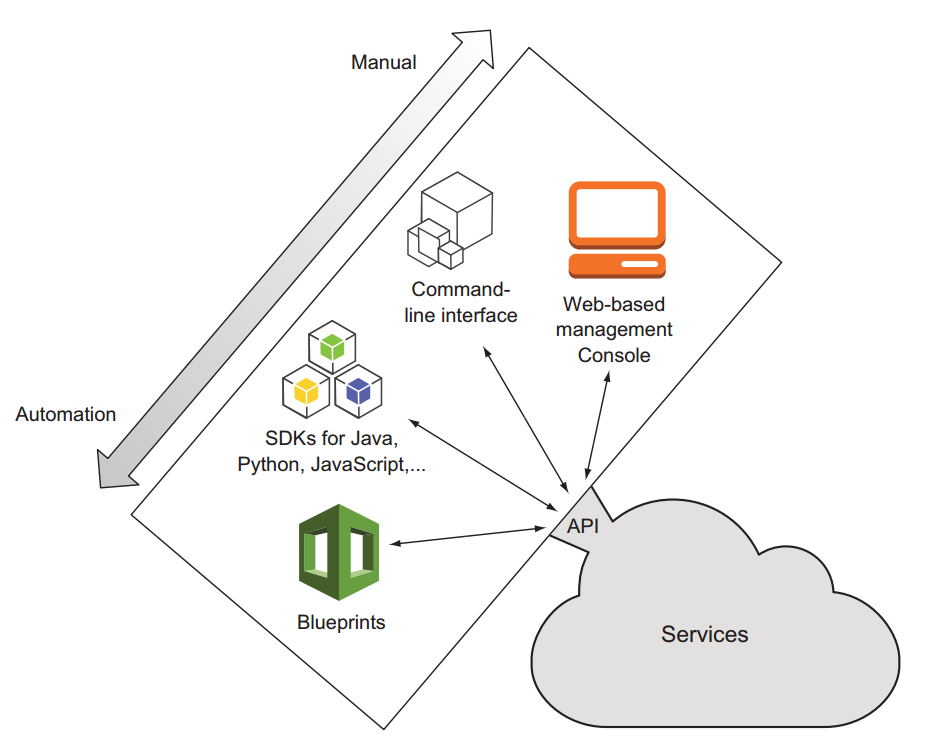 Manual
Command-
line interface
Web-based
management
Console
Automation
SDKs for Java,
Python, JavaScript,...
API
Blueprints
Services